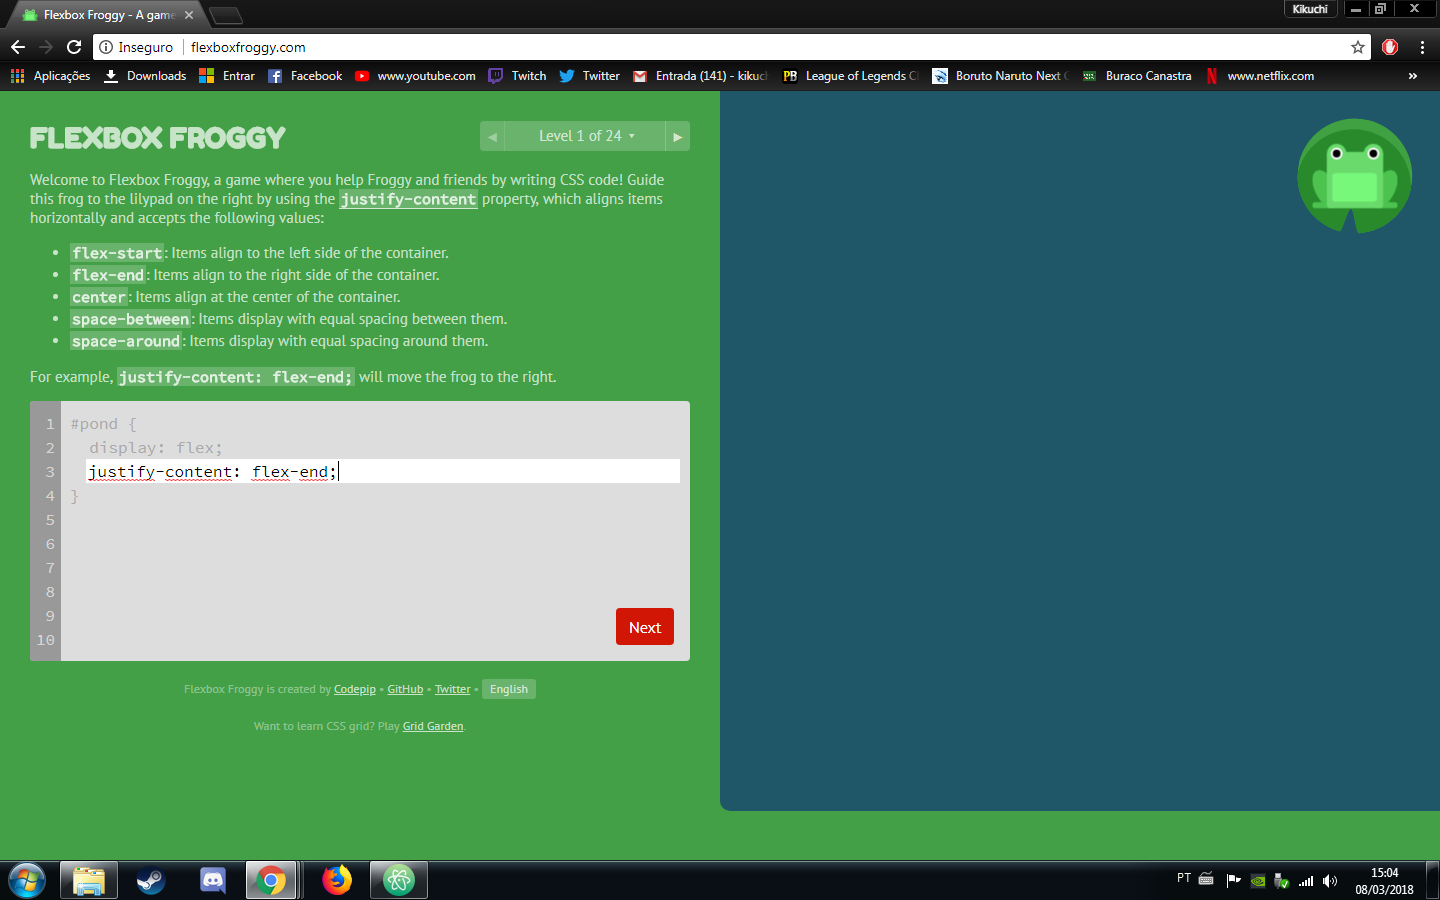 Flexbox Froggy - A game
Kikuchi
Inseguro flexboxfroggy.com
Aplicações Downloads Entrar Facebook www.youtube.com Twitch Twitter Entrada (141) - kikuch League of Legends Boruto Naruto Next Buraco Canastra www.netflix.com »
FLEXBOX FROGGY
◀ Level 1 of 24 ▾ ▶
Welcome to Flexbox Froggy, a game where you help Froggy and friends by writing CSS code! Guide
this frog to the lilypad on the right by using the justify-content property, which aligns items
horizontally and accepts the following values:
• flex-start: Items align to the left side of the container.
• flex-end: Items align to the right side of the container.
• center: Items align at the center of the container.
• space-between: Items display with equal spacing between them.
• space-around: Items display with equal spacing around them.
For example, justify-content: flex-end; will move the frog to the right.
1 #pond {
2 display: flex;
3 justify-content: flex-end;
4 }
5
6
7
8
9
10
Next
Flexbox Froggy is created by Codepip • GitHub • Twitter • English
Want to learn CSS grid? Play Grid Garden.
PT
15:04
08/03/2018